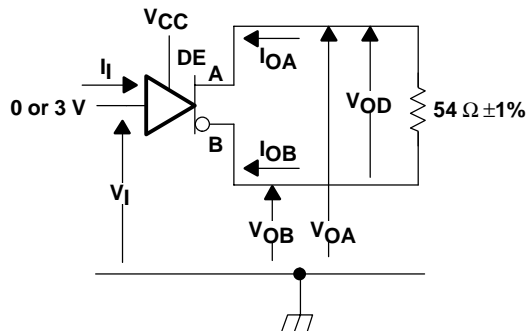 VCC
II
DE
A
IOA
0 or 3 V
VOD
54 Ω ±1%
B
IOB
VI
VOB
VOA